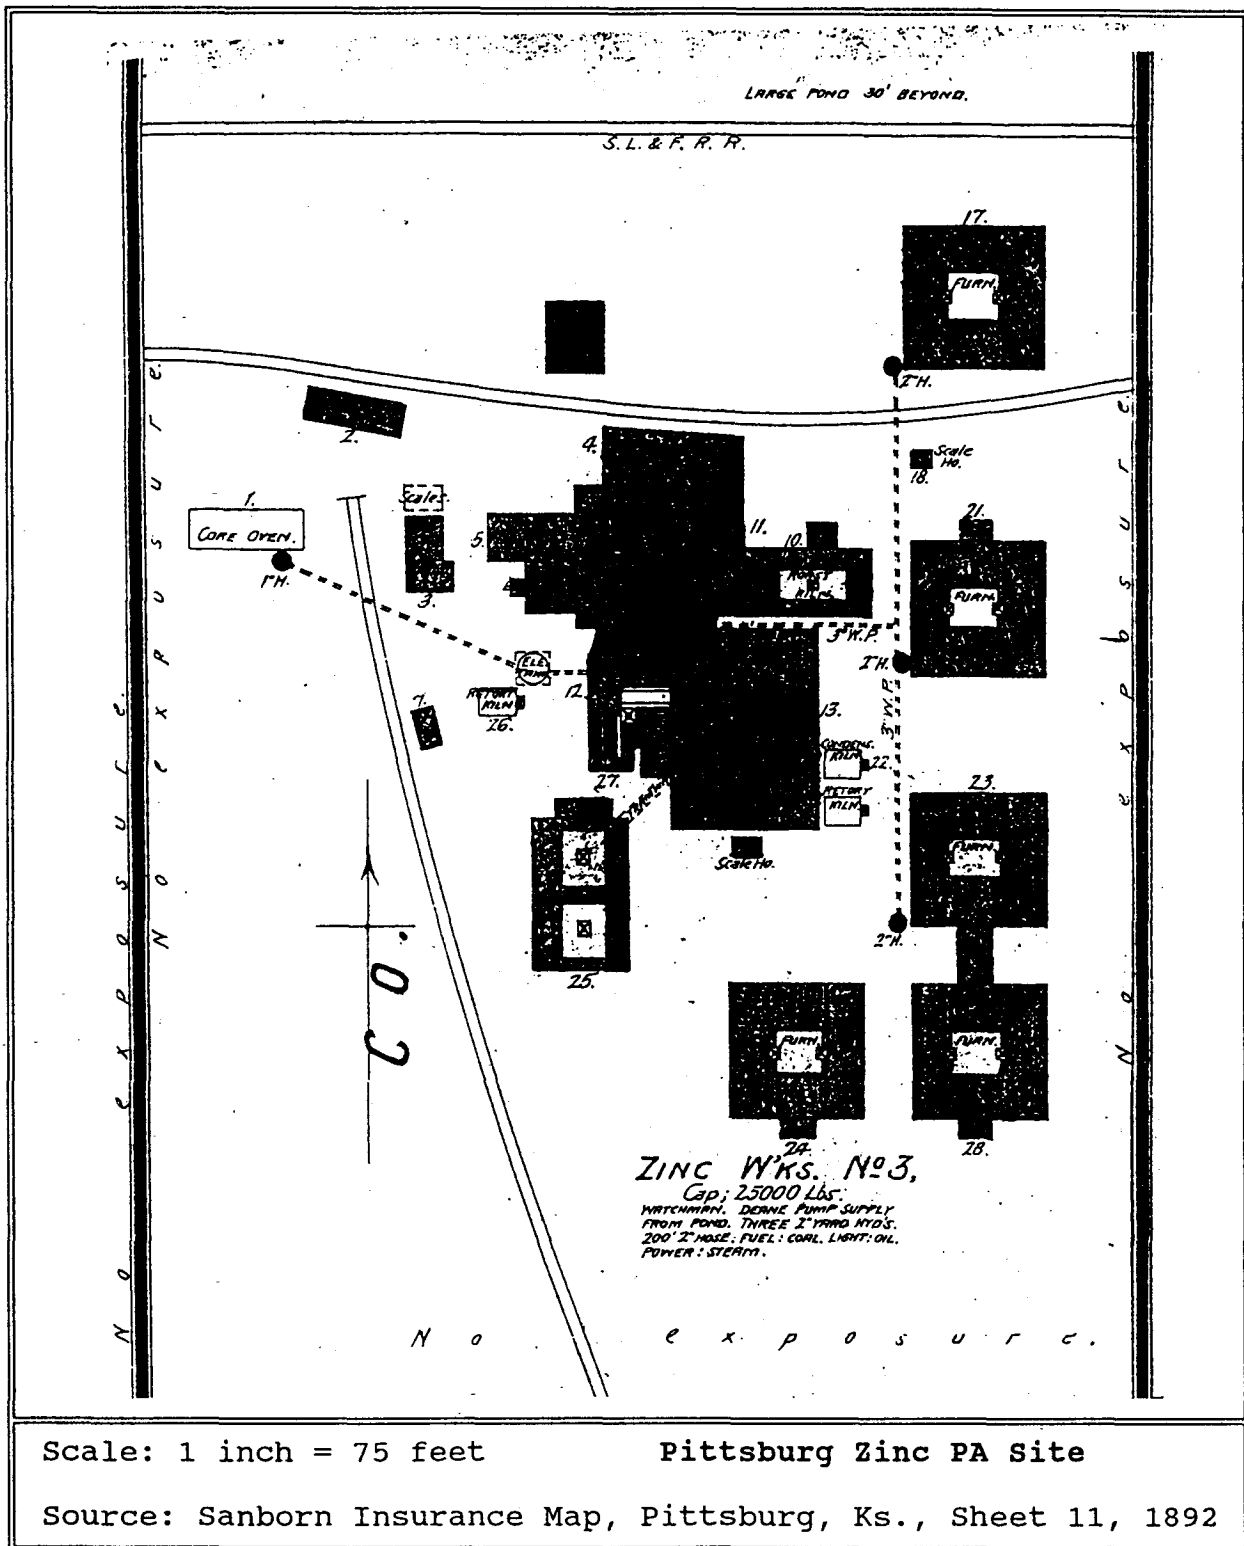 LARGE POND 30' BEYOND.
S. L. & F. R. R.
17.
FURN.
2"H.
2.
4.
Scale Ho.
18.
Scales.
1.
CORE OVEN.
1"H.
3.
5.
11.
10.
ROAST KILNS
21.
FURN.
3" W.P.
2"H.
3" W.P.
ELE. TANK
12.
RETORT KILN
26.
7.
13.
CONDENS. KILN
22.
RETORT KILN
27.
23.
FURN.
Scale Ho.
2"H.
25.
C O.
FURN.
24.
FURN.
28.
ZINC W'KS. No 3,
Cap; 25000 Lbs.
WATCHMAN. DEANE PUMP SUPPLY
FROM POND. THREE 2" YARD HYD'S.
200' 2" HOSE: FUEL: COAL. LIGHT: OIL.
POWER: STEAM.
No exposure.
No exposure.
No exposure
No exposure.
Scale: 1 inch = 75 feet
Pittsburg Zinc PA Site
Source: Sanborn Insurance Map, Pittsburg, Ks., Sheet 11, 1892